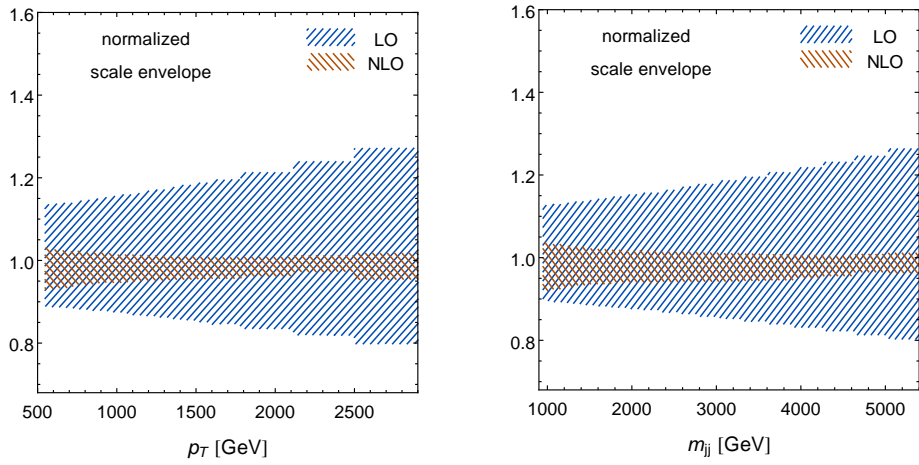 normalized
scale envelope
LO
NLO
1.6
1.4
1.2
1.0
0.8
500 1000 1500 2000 2500
p_T [GeV]
normalized
scale envelope
LO
NLO
1.6
1.4
1.2
1.0
0.8
1000 2000 3000 4000 5000
m_jj [GeV]